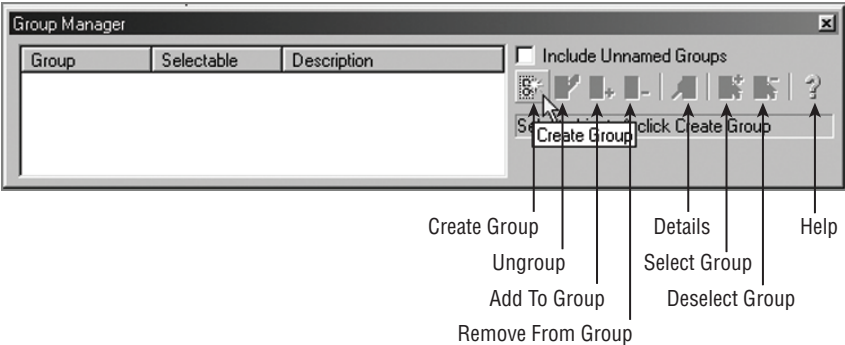 Group Manager
Group Selectable Description
Include Unnamed Groups
click Create Group
Create Group
Create Group Details Help
Ungroup Select Group
Add To Group Deselect Group
Remove From Group